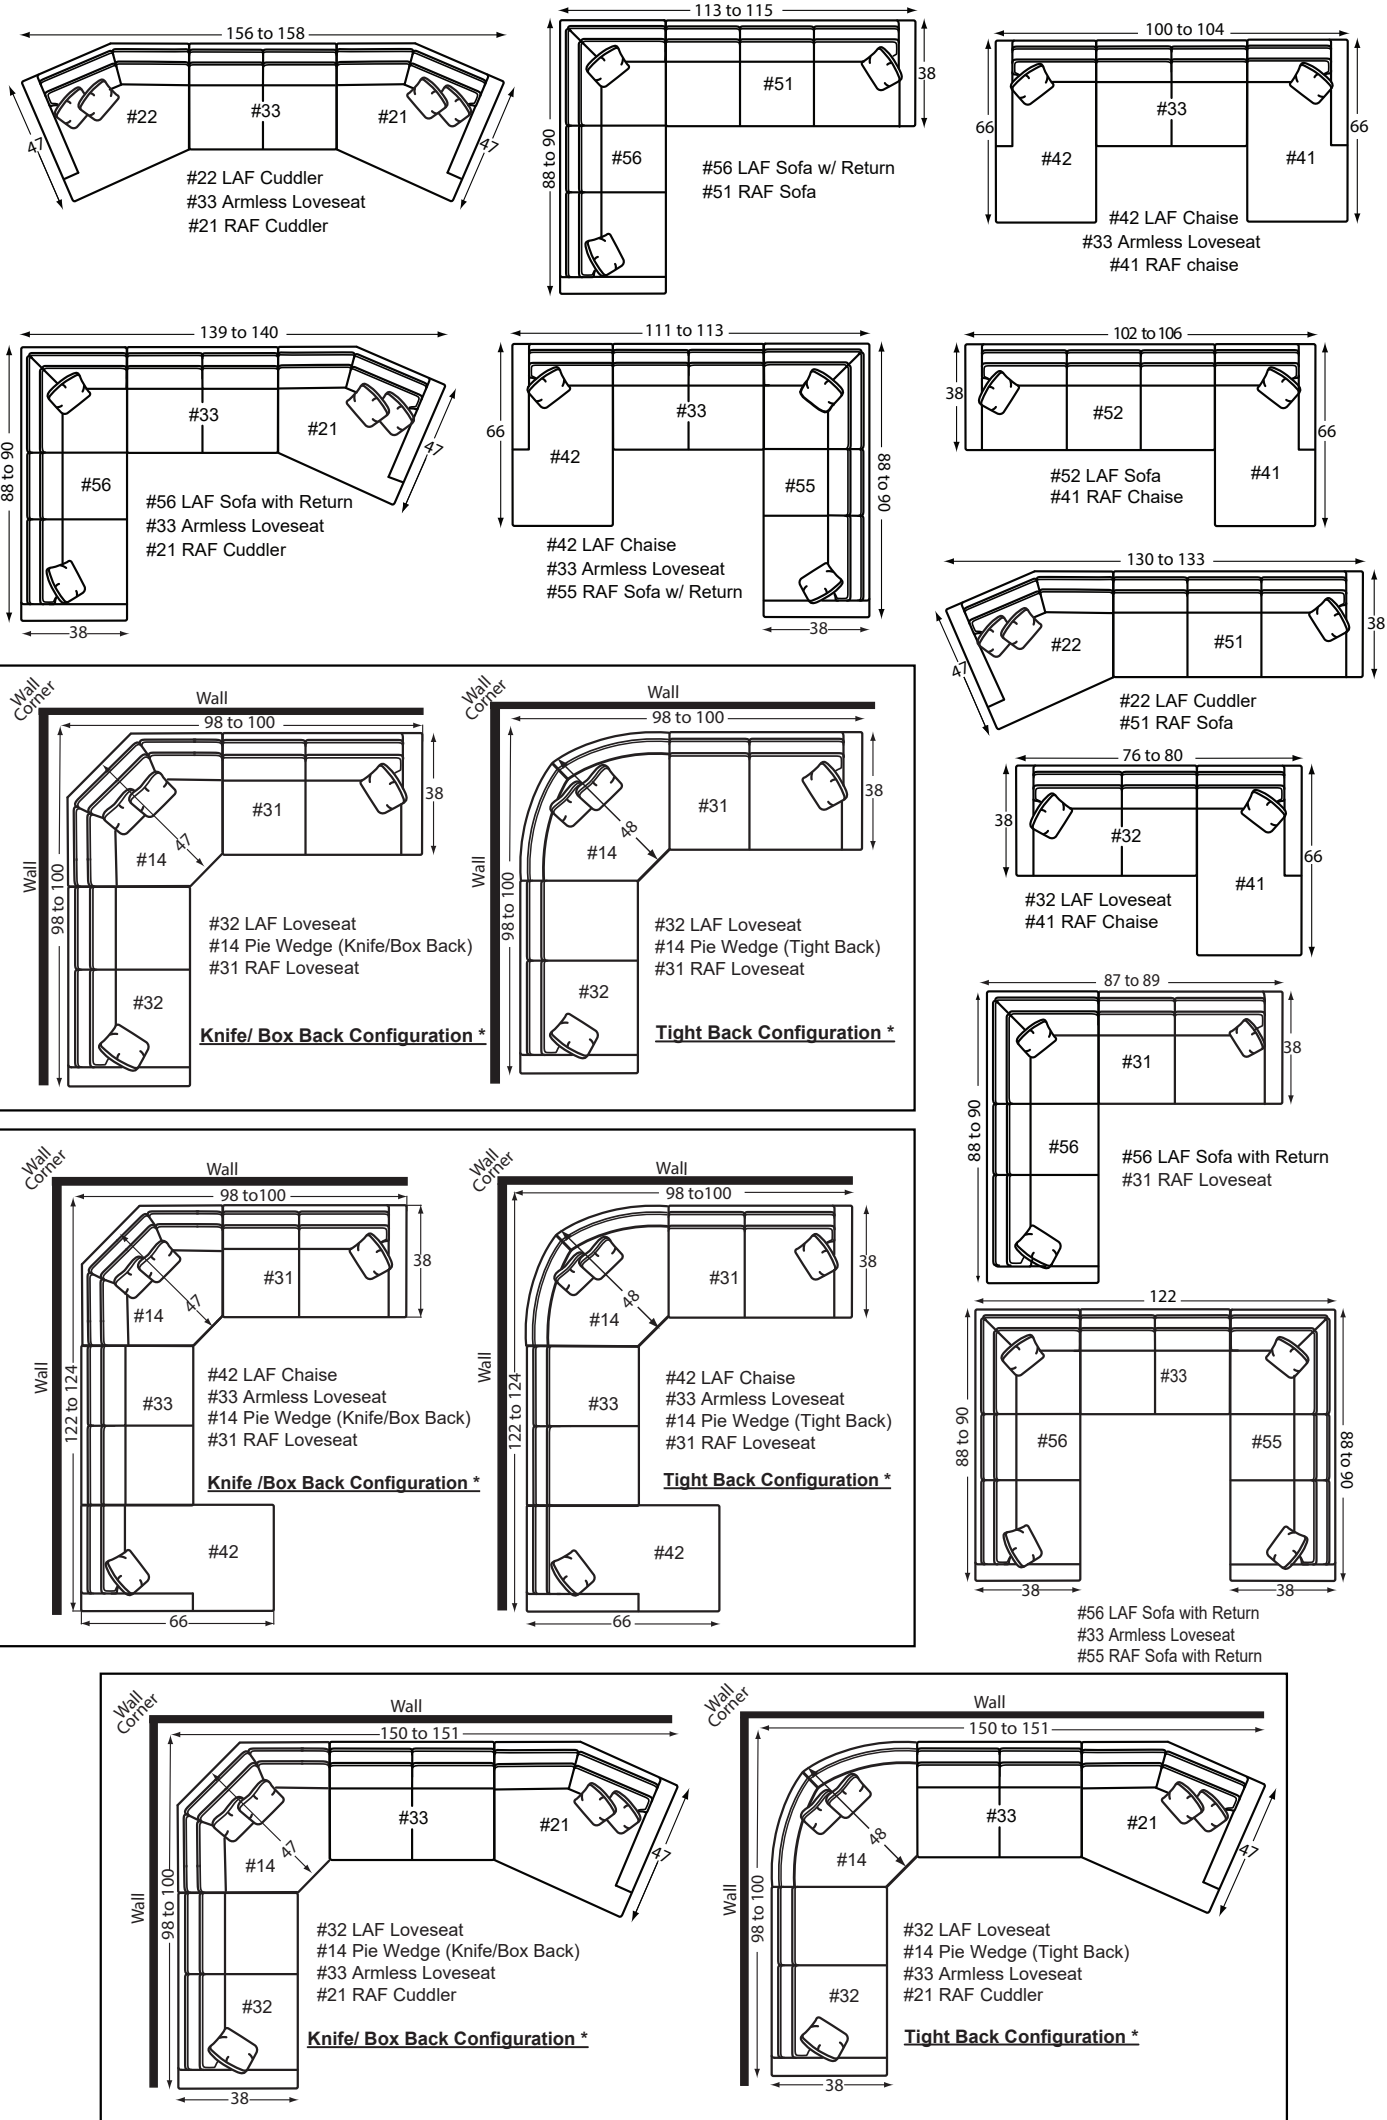 156 to 158
47
#22
#33
#21
47
#22 LAF Cuddler
#33 Armless Loveseat
#21 RAF Cuddler
113 to 115
88 to 90
#51
38
#56
#56 LAF Sofa w/ Return
#51 RAF Sofa
100 to 104
66
#33
66
#42
#41
#42 LAF Chaise
#33 Armless Loveseat
#41 RAF chaise
139 to 140
88 to 90
#33
#21
47
#56
#56 LAF Sofa with Return
#33 Armless Loveseat
#21 RAF Cuddler
38
111 to 113
66
#33
#42
#55
88 to 90
#42 LAF Chaise
#33 Armless Loveseat
#55 RAF Sofa w/ Return
38
102 to 106
38
#52
66
#41
#52 LAF Sofa
#41 RAF Chaise
130 to 133
47
#22
#51
38
#22 LAF Cuddler
#51 RAF Sofa
Wall
Corner
Wall
98 to 100
Wall
98 to 100
#31
38
47
#14
#32 LAF Loveseat
#14 Pie Wedge (Knife/Box Back)
#31 RAF Loveseat
#32
Knife/ Box Back Configuration *
Wall
Corner
Wall
98 to 100
Wall
98 to 100
#31
38
48
#14
#32 LAF Loveseat
#14 Pie Wedge (Tight Back)
#31 RAF Loveseat
#32
Tight Back Configuration *
76 to 80
38
#32
66
#41
#32 LAF Loveseat
#41 RAF Chaise
87 to 89
88 to 90
#31
38
#56
#56 LAF Sofa with Return
#31 RAF Loveseat
Wall
Corner
Wall
98 to100
Wall
122 to 124
#31
38
47
#14
#33
#42 LAF Chaise
#33 Armless Loveseat
#14 Pie Wedge (Knife/Box Back)
#31 RAF Loveseat
Knife /Box Back Configuration *
#42
66
Wall
Corner
Wall
98 to100
Wall
122 to 124
#31
38
48
#14
#33
#42 LAF Chaise
#33 Armless Loveseat
#14 Pie Wedge (Tight Back)
#31 RAF Loveseat
Tight Back Configuration *
#42
66
122
88 to 90
#33
#56
#55
88 to 90
38
38
#56 LAF Sofa with Return
#33 Armless Loveseat
#55 RAF Sofa with Return
Wall
Corner
Wall
150 to 151
Wall
98 to 100
#33
#21
47
47
#14
#32 LAF Loveseat
#14 Pie Wedge (Knife/Box Back)
#33 Armless Loveseat
#21 RAF Cuddler
#32
Knife/ Box Back Configuration *
38
Wall
Corner
Wall
150 to 151
Wall
98 to 100
#33
#21
47
48
#14
#32 LAF Loveseat
#14 Pie Wedge (Tight Back)
#33 Armless Loveseat
#21 RAF Cuddler
#32
Tight Back Configuration *
38